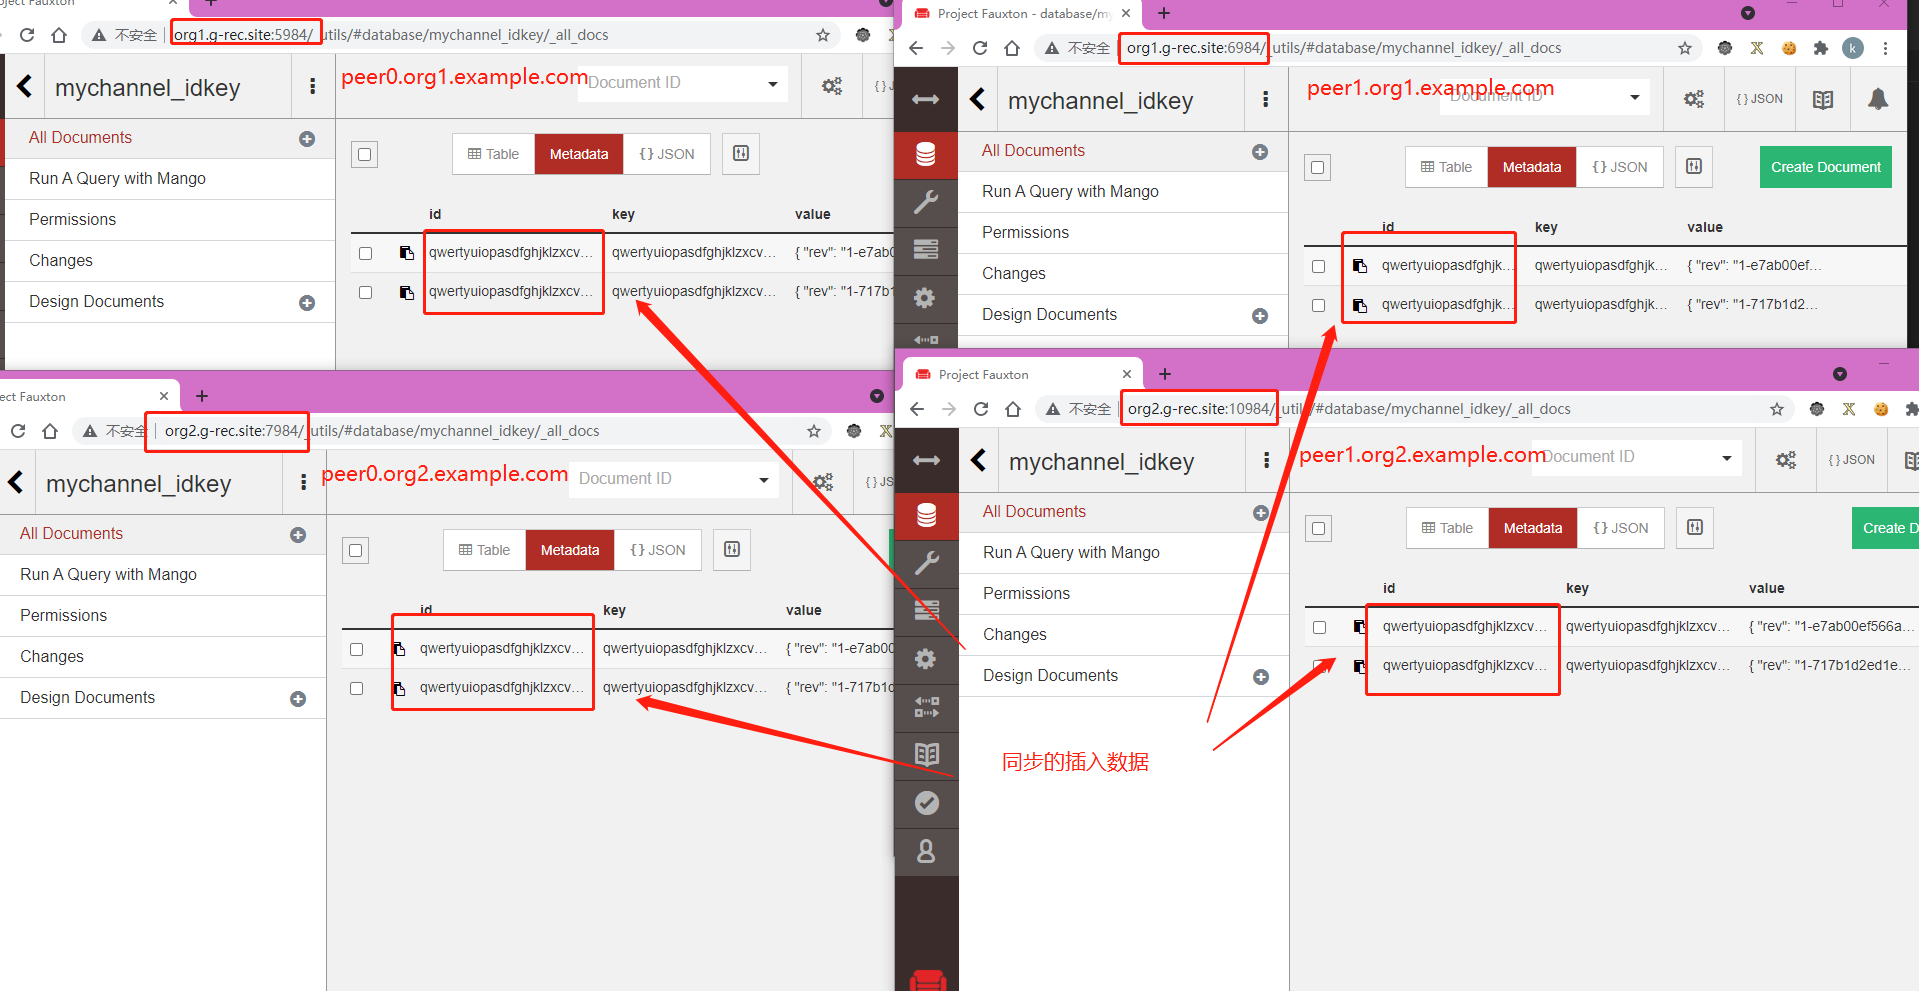 ject Fauxton
不安全 org1.g-rec.site:5984/_utils/#database/mychannel_idkey/_all_docs
mychannel_idkey
peer0.org1.example.com
Document ID
{ } J
All Documents
Run A Query with Mango
Permissions
Changes
Design Documents
Table
Metadata
{} JSON
id key value
qwertyuiopasdfghjklzxcv... qwertyuiopasdfghjklzxcv... { "rev": "1-e7ab0
qwertyuiopasdfghjklzxcv... qwertyuiopasdfghjklzxcv... { "rev": "1-717b1
Project Fauxton - database/my
不安全 org1.g-rec.site:6984/_utils/#database/mychannel_idkey/_all_docs
k
mychannel_idkey
peer1.org1.example.com
Document ID
{ } JSON
All Documents
Run A Query with Mango
Permissions
Changes
Design Documents
Table
Metadata
{} JSON
Create Document
id key value
qwertyuiopasdfghjk... qwertyuiopasdfghjk... { "rev": "1-e7ab00ef...
qwertyuiopasdfghjk... qwertyuiopasdfghjk... { "rev": "1-717b1d2...
ect Fauxton
不安全 org2.g-rec.site:7984/_utils/#database/mychannel_idkey/_all_docs
mychannel_idkey
peer0.org2.example.com
Document ID
{ } JS
All Documents
Run A Query with Mango
Permissions
Changes
Design Documents
Table
Metadata
{} JSON
id key value
qwertyuiopasdfghjklzxcv... qwertyuiopasdfghjklzxcv... { "rev": "1-e7ab00
qwertyuiopasdfghjklzxcv... qwertyuiopasdfghjklzxcv... { "rev": "1-717b1d
Project Fauxton
不安全 org2.g-rec.site:10984/_utils/#database/mychannel_idkey/_all_docs
mychannel_idkey
peer1.org2.example.com
Document ID
{ } JSON
All Documents
Run A Query with Mango
Permissions
Changes
Design Documents
Table
Metadata
{} JSON
Create D
id key value
qwertyuiopasdfghjklzxcv... qwertyuiopasdfghjklzxcv... { "rev": "1-e7ab00ef566a...
qwertyuiopasdfghjklzxcv... qwertyuiopasdfghjklzxcv... { "rev": "1-717b1d2ed1e...
同步的插入数据